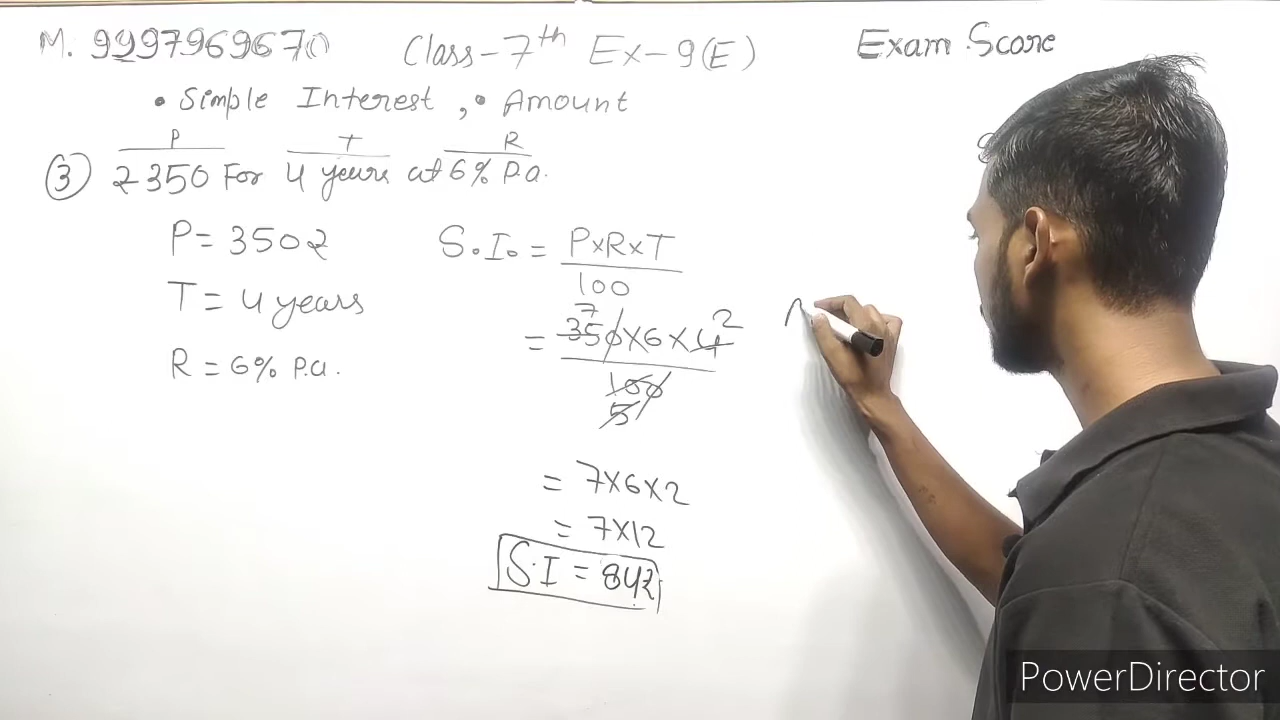 M. 9997969670 Class-7th Ex-9(E) Exam Score
• Simple Interest, • Amount
P T R
③ ₹350 For 4 years at 6% P.a.
P = 350₹
T = 4 years
R = 6% P.a.
S.I. = P×R×T
100
7 2
= 350×6×4
100
5
= 7×6×2
= 7×12
S.I = 84₹
PowerDirector